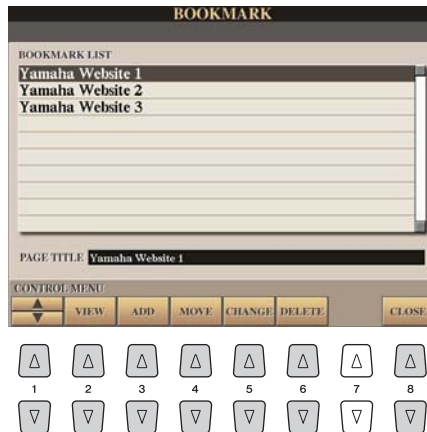 BOOKMARK
BOOKMARK LIST
Yamaha Website 1
Yamaha Website 2
Yamaha Website 3
PAGE TITLE Yamaha Website 1
CONTROL MENU
VIEW ADD MOVE CHANGE DELETE CLOSE
1 2 3 4 5 6 7 8